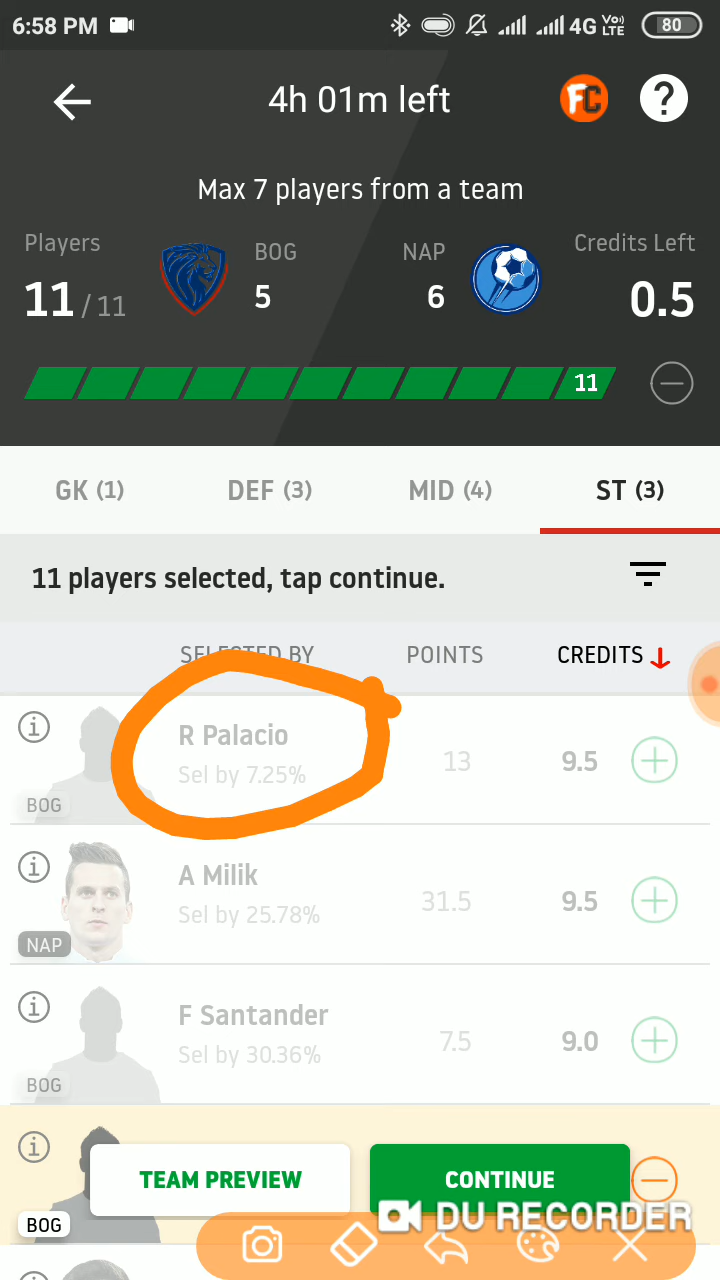 6:58 PM
4G Vo)) LTE 80
4h 01m left
FC ?
Max 7 players from a team
Players BOG NAP Credits Left
11 / 11 5 6 0.5
11
GK (1) DEF (3) MID (4) ST (3)
11 players selected, tap continue.
SELECTED BY POINTS CREDITS
R Palacio
Sel by 7.25%
13 9.5
BOG
A Milik
Sel by 25.78%
31.5 9.5
NAP
F Santander
Sel by 30.36%
7.5 9.0
BOG
TEAM PREVIEW CONTINUE
BOG
DU RECORDER